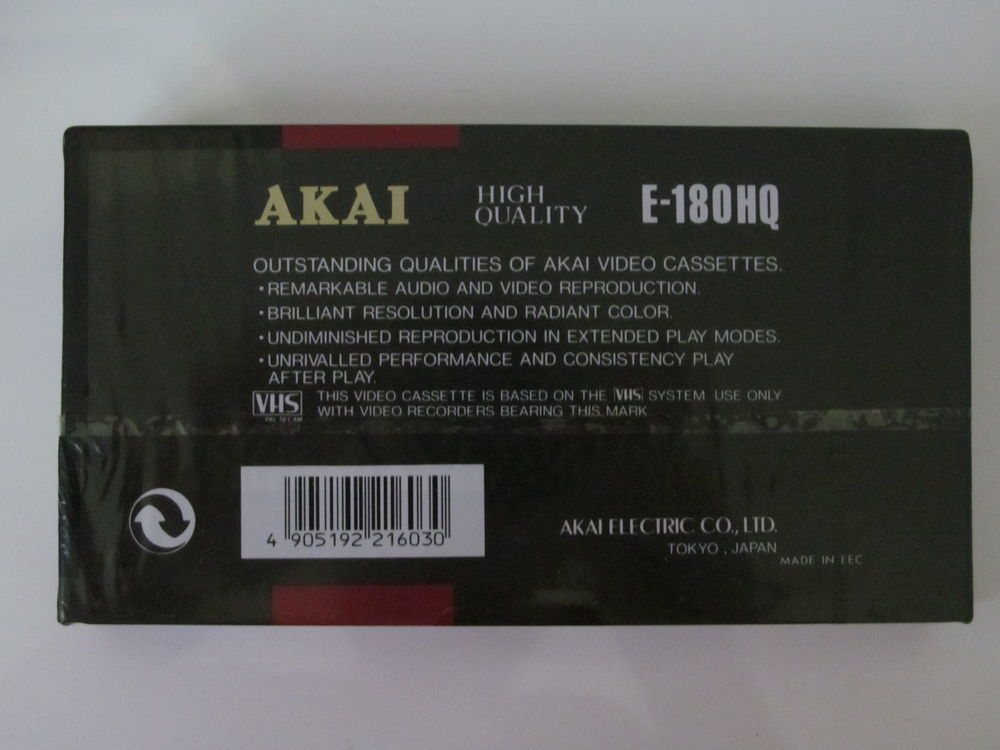 AKAI
HIGH
QUALITY
E-180HQ
OUTSTANDING QUALITIES OF AKAI VIDEO CASSETTES.
•REMARKABLE AUDIO AND VIDEO REPRODUCTION.
•BRILLIANT RESOLUTION AND RADIANT COLOR.
•UNDIMINISHED REPRODUCTION IN EXTENDED PLAY MODES.
•UNRIVALLED PERFORMANCE AND CONSISTENCY PLAY
AFTER PLAY.
VHS
PAL SECAM
THIS VIDEO CASSETTE IS BASED ON THE VHS SYSTEM USE ONLY
WITH VIDEO RECORDERS BEARING THIS MARK
4 905192 216030
AKAI ELECTRIC CO., LTD.
TOKYO , JAPAN
MADE IN EEC